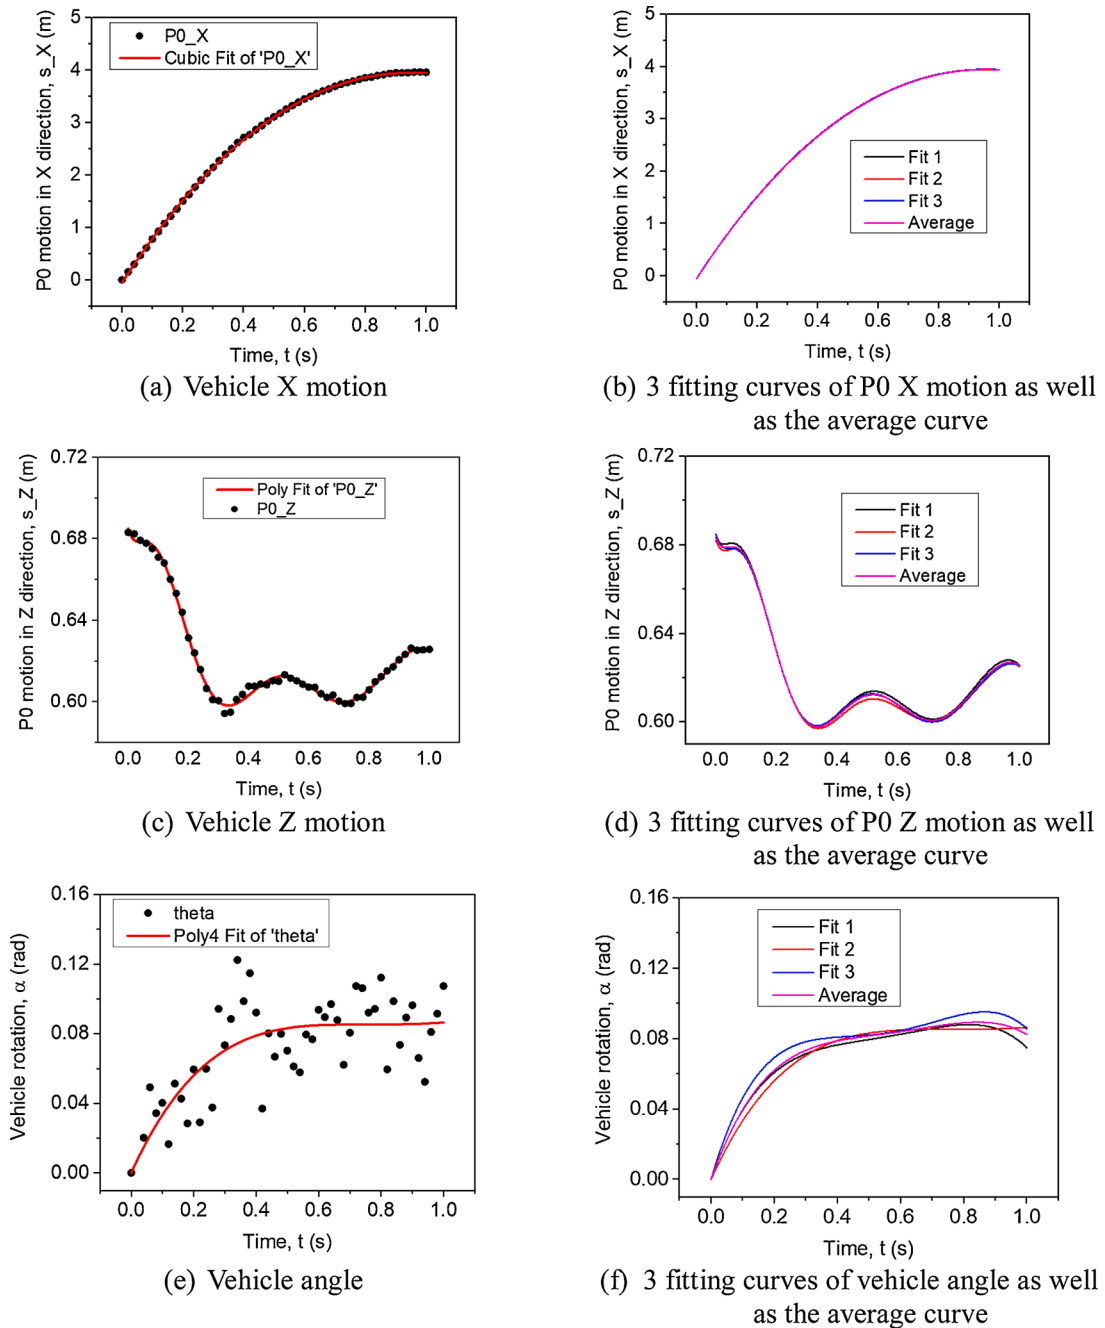 P0_X
Cubic Fit of 'P0_X'
P0 motion in X direction, s_X (m)
5
4
3
2
1
0
0.0 0.2 0.4 0.6 0.8 1.0
Time, t (s)
(a) Vehicle X motion
Fit 1
Fit 2
Fit 3
Average
P0 motion in X direction, s_X (m)
5
4
3
2
1
0
0.0 0.2 0.4 0.6 0.8 1.0
Time, t (s)
(b) 3 fitting curves of P0 X motion as well
as the average curve
Poly Fit of 'P0_Z'
P0_Z
P0 motion in Z direction, s_Z (m)
0.72
0.68
0.64
0.60
0.0 0.2 0.4 0.6 0.8 1.0
Time, t (s)
(c) Vehicle Z motion
Fit 1
Fit 2
Fit 3
Average
P0 motion in Z direction, s_Z (m)
0.72
0.68
0.64
0.60
0.0 0.2 0.4 0.6 0.8 1.0
Time, t (s)
(d) 3 fitting curves of P0 Z motion as well
as the average curve
theta
Poly4 Fit of 'theta'
Vehicle rotation, α (rad)
0.16
0.12
0.08
0.04
0.00
0.0 0.2 0.4 0.6 0.8 1.0
Time, t (s)
(e) Vehicle angle
Fit 1
Fit 2
Fit 3
Average
Vehicle rotation, α (rad)
0.16
0.12
0.08
0.04
0.00
0.0 0.2 0.4 0.6 0.8 1.0
Time, t (s)
(f) 3 fitting curves of vehicle angle as well
as the average curve